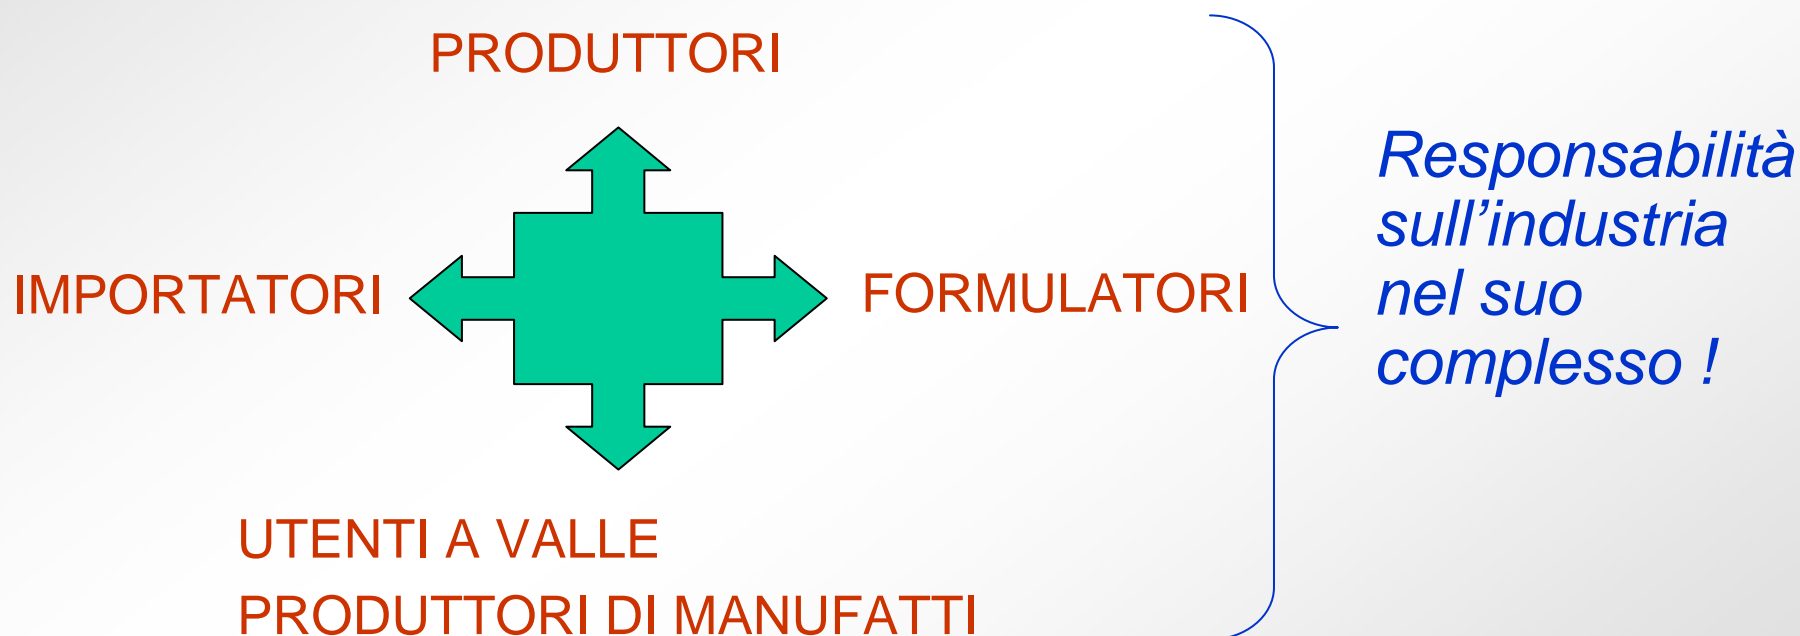 PRODUTTORI
IMPORTATORI
FORMULATORI
UTENTI A VALLE
PRODUTTORI DI MANUFATTI
Responsabilità
sull’industria
nel suo
complesso !